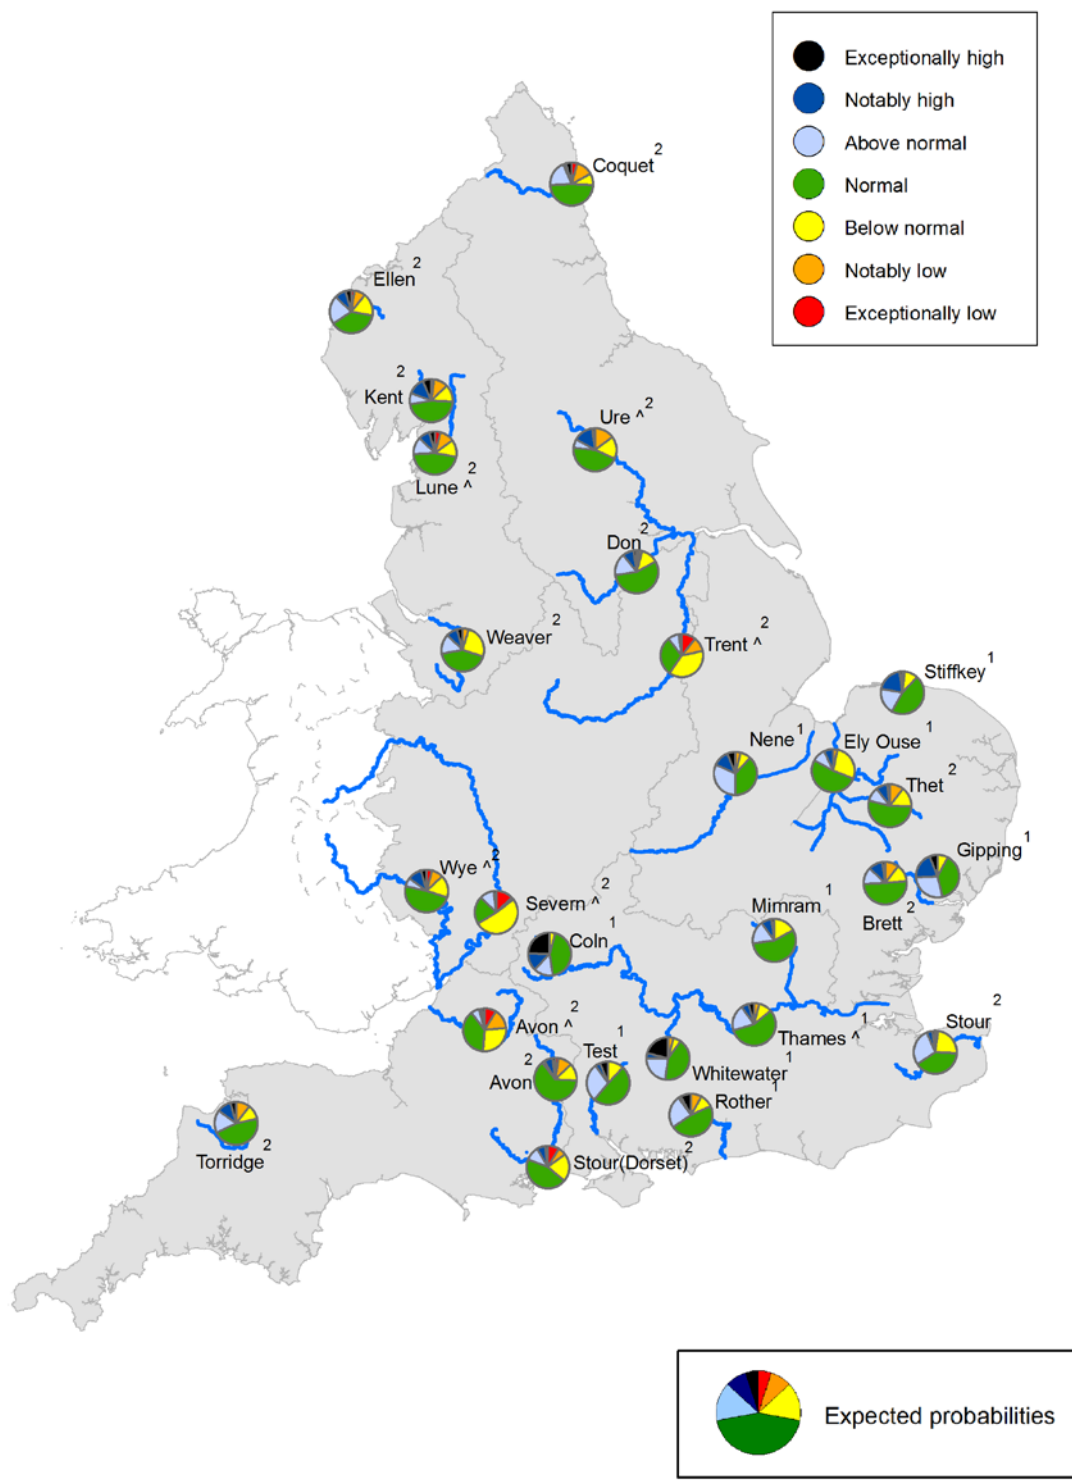 Exceptionally high
Notably high
Above normal
Normal
Below normal
Notably low
Exceptionally low
Coquet 2
Ellen 2
Kent 2
Lune ^ 2
Ure ^ 2
Don 2
Weaver 2
Trent ^ 2
Stiffkey 1
Nene 1
Ely Ouse 1
Thet 2
Gipping 1
Brett 2
Wye ^ 2
Severn ^ 2
Mimram 1
Coln 1
Avon ^ 2
Avon 2
Test 1
Thames ^ 1
Stour 2
Whitewater 1
Rother 1
Torridge 2
Stour(Dorset) 2
Expected probabilities